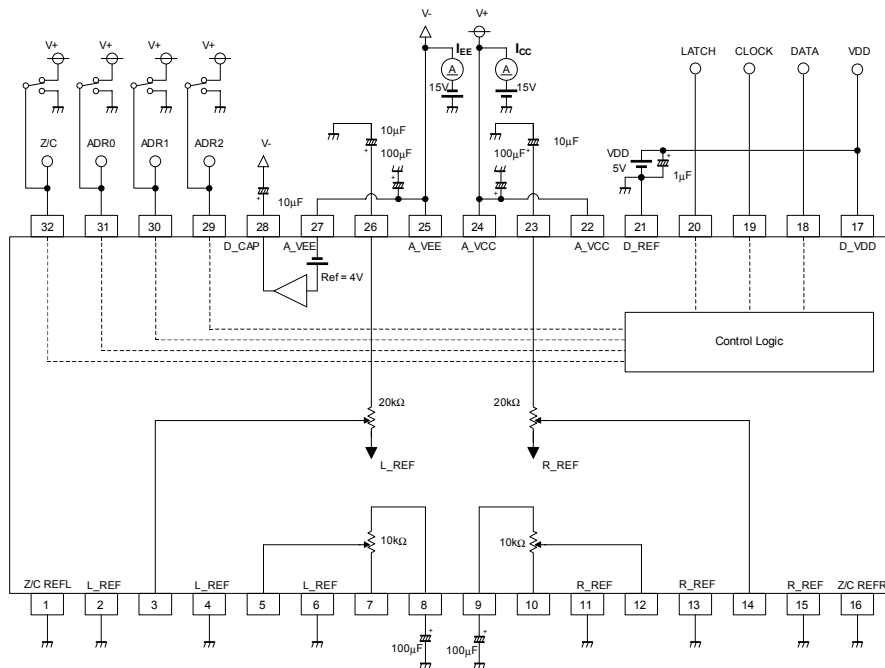 V- V+
I_EE I_CC
V+ V+ V+ V+
A A
LATCH CLOCK DATA VDD
15V 15V
10μF 10μF
Z/C ADR0 ADR1 ADR2 V-
100μF 100μF
VDD
5V
1μF
10μF
32 31 30 29 28 27 26 25 24 23 22 21 20 19 18 17
D_CAP A_VEE A_VEE A_VCC A_VCC D_REF D_VDD
Ref = 4V
Control Logic
20kΩ 20kΩ
L_REF R_REF
10kΩ 10kΩ
Z/C REFL L_REF L_REF L_REF R_REF R_REF R_REF Z/C REFR
1 2 3 4 5 6 7 8 9 10 11 12 13 14 15 16
100μF 100μF
+ + + + + + + + +